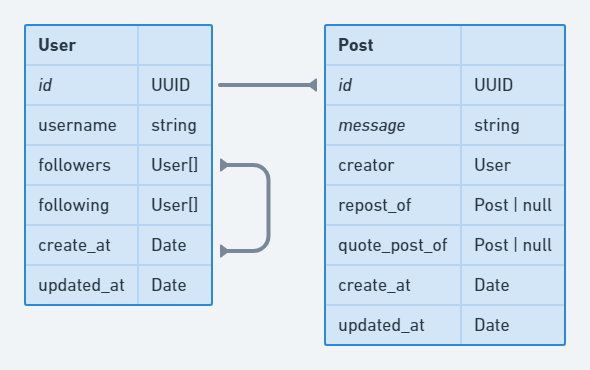 User
id UUID
username string
followers User[]
following User[]
create_at Date
updated_at Date
Post
id UUID
message string
creator User
repost_of Post | null
quote_post_of Post | null
create_at Date
updated_at Date